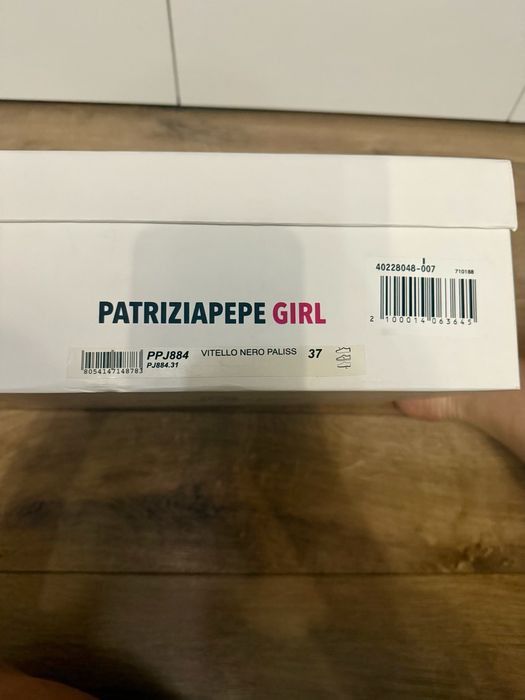 40228048-007 710188
2 100014 063645
PATRIZIAPEPE GIRL
PPJ884 VITELLO NERO PALISS 37
PJ884.31
8054147148783